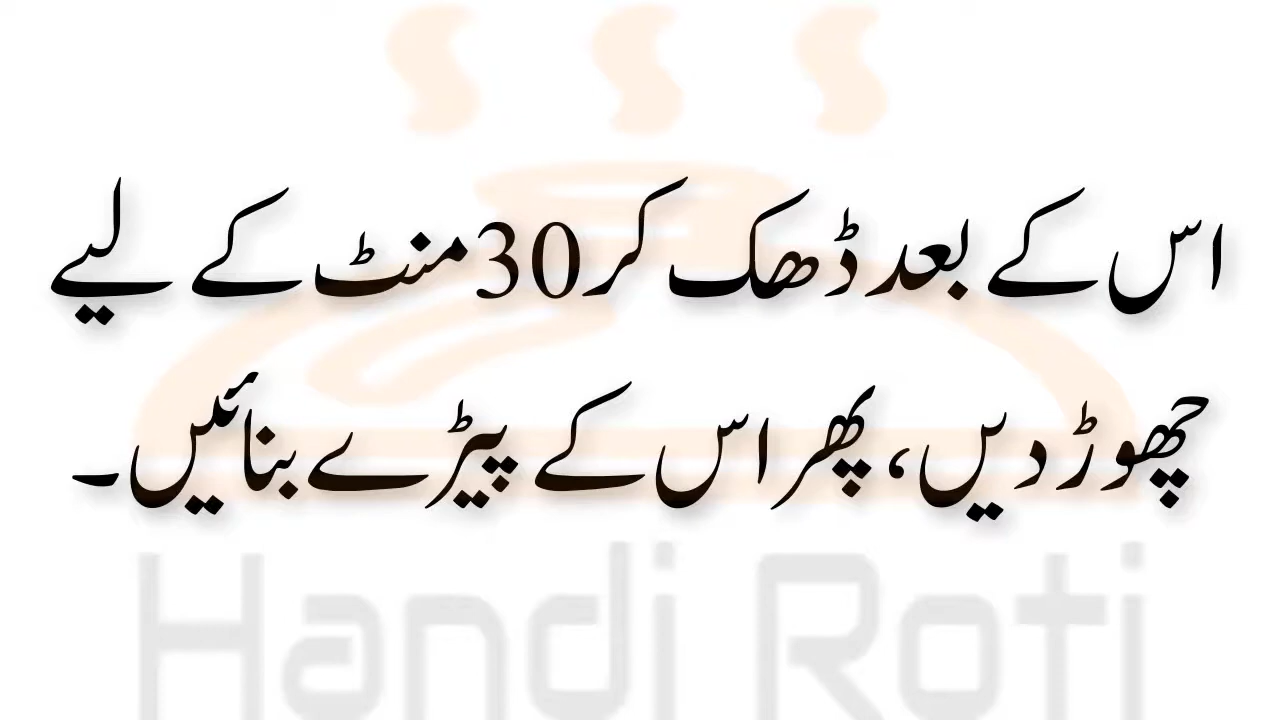 اس کے بعد ڈھک کر 30 منٹ کے لیے
چھوڑ دیں، پھر اس کے پیڑے بنائیں۔
Handi Roti